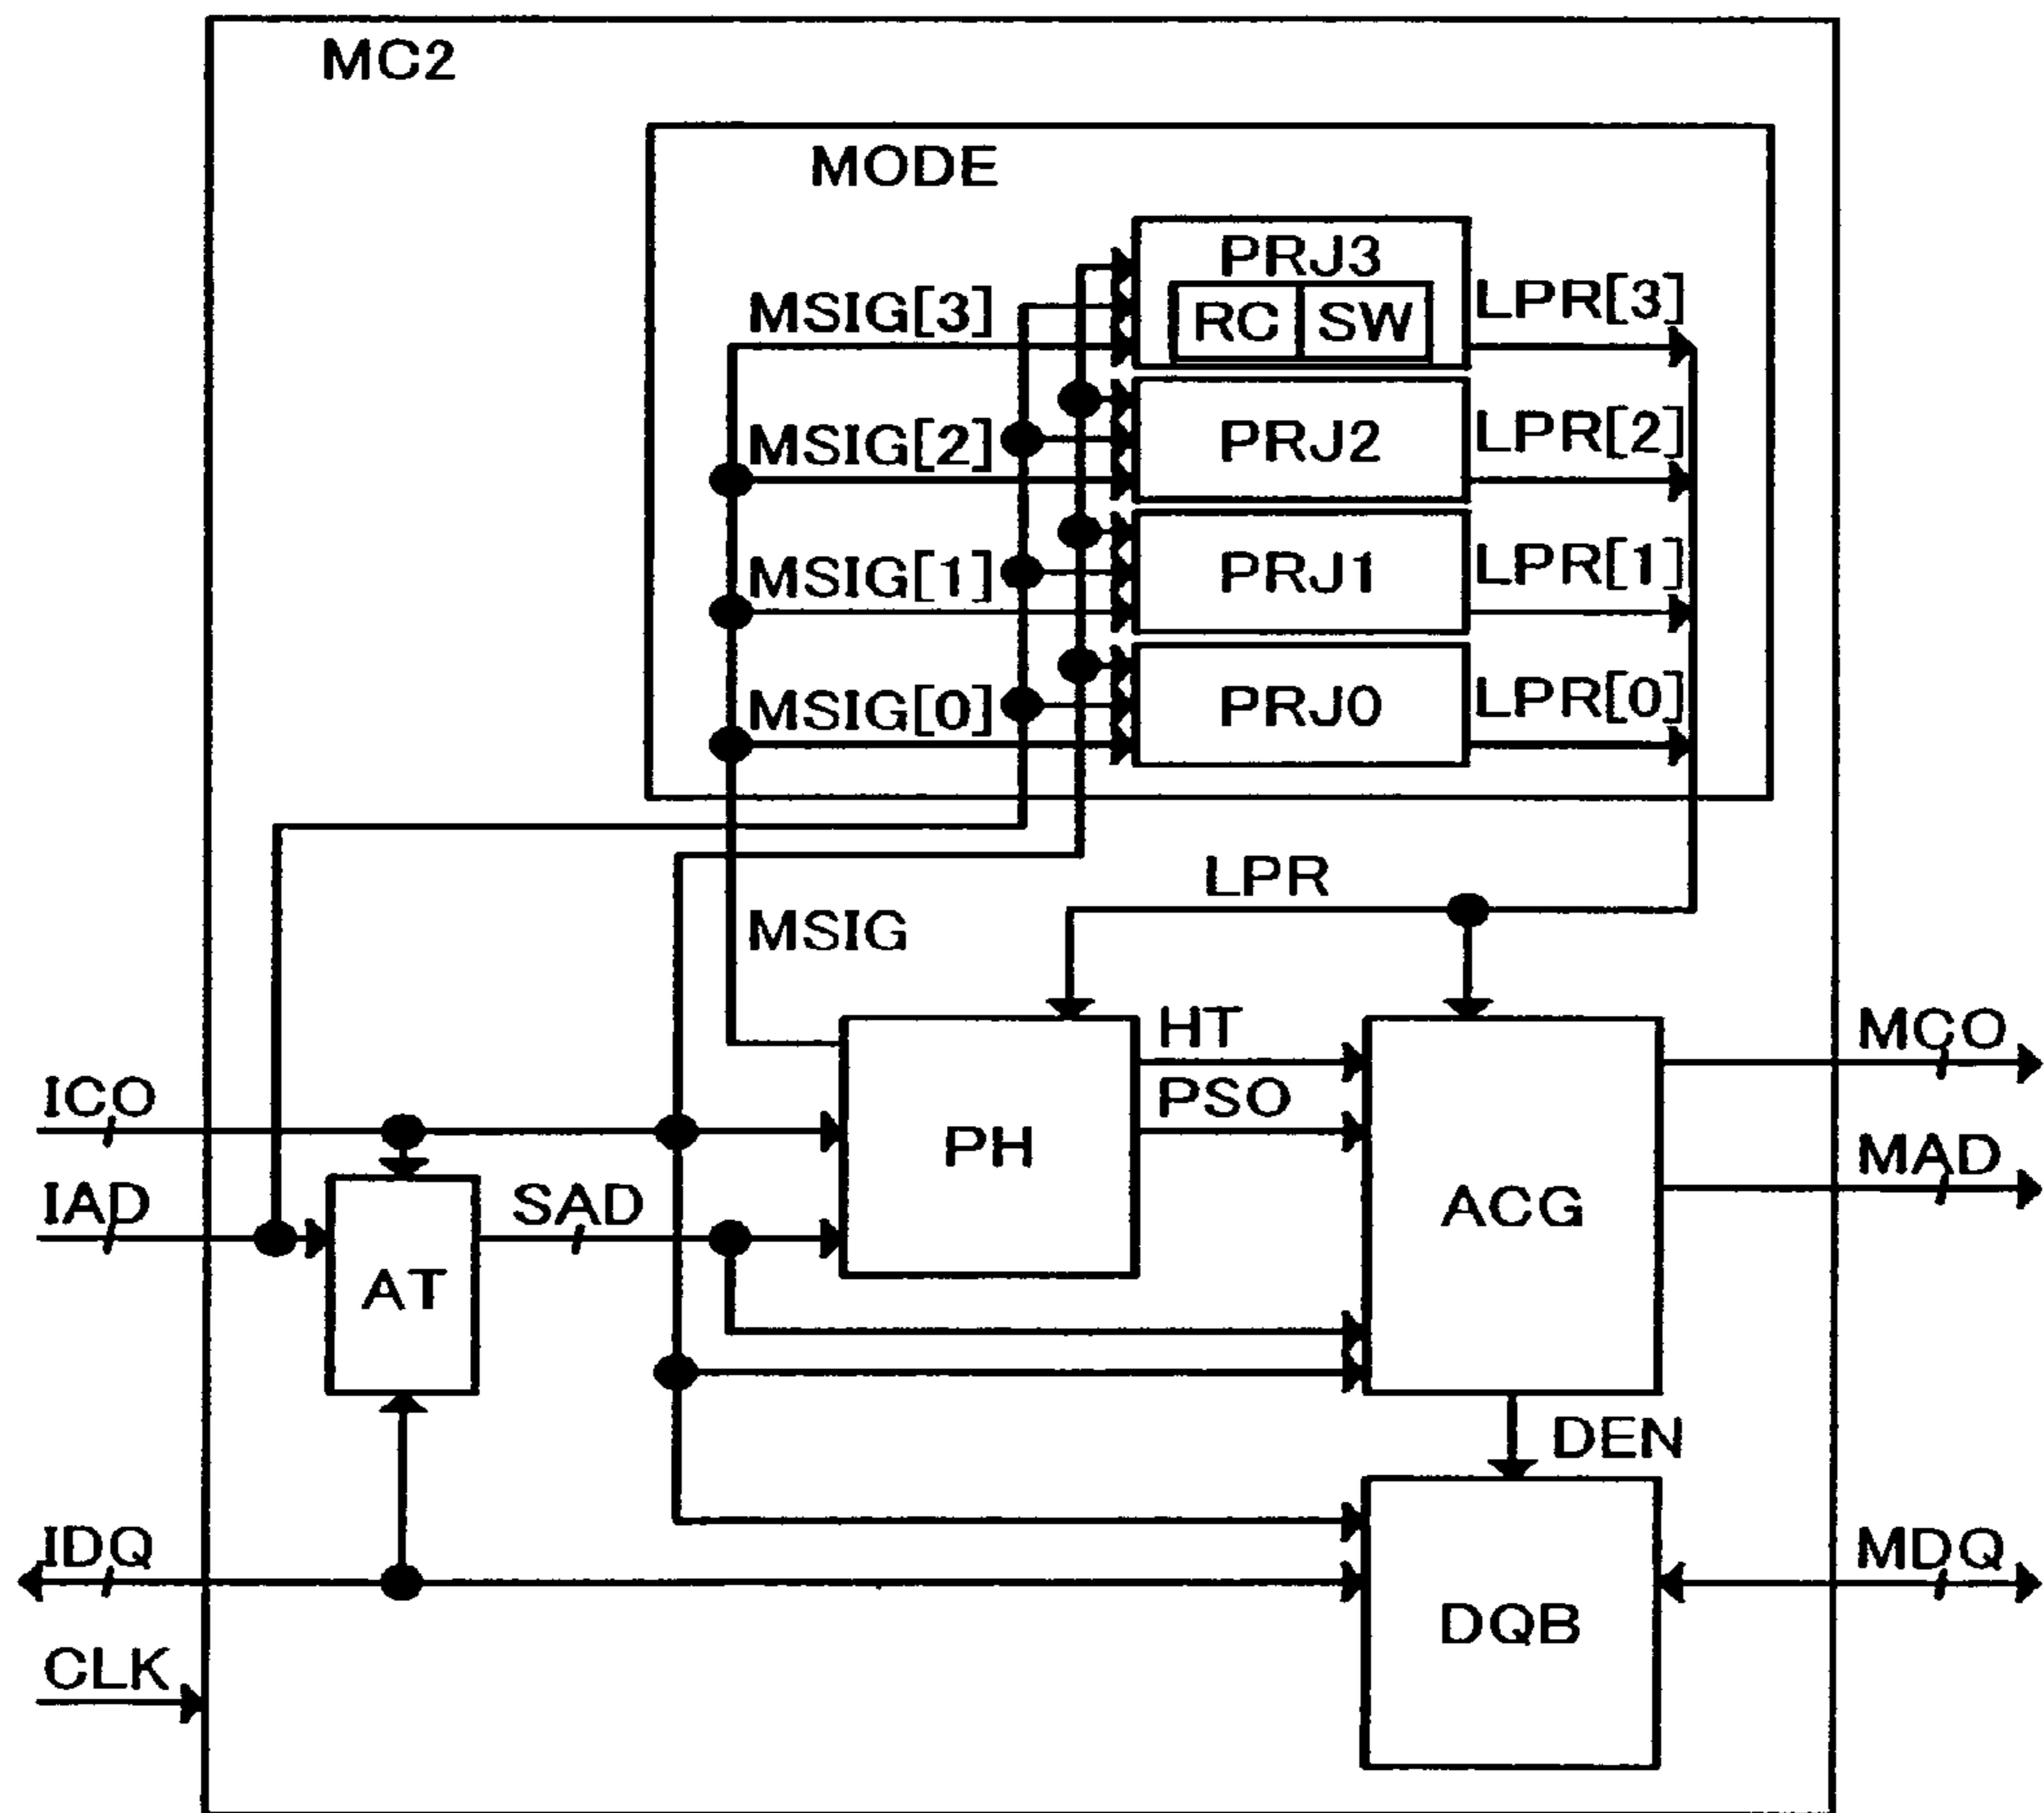 MC2
MODE
PRJ3
MSIG[3]
RC
SW
LPR[3]
MSIG[2]
PRJ2
LPR[2]
MSIG[1]
PRJ1
LPR[1]
MSIG[0]
PRJ0
LPR[0]
LPR
MSIG
HT
MCO
ICO
PSO
PH
MAD
IAD
SAD
ACG
AT
DEN
IDQ
MDQ
DQB
CLK